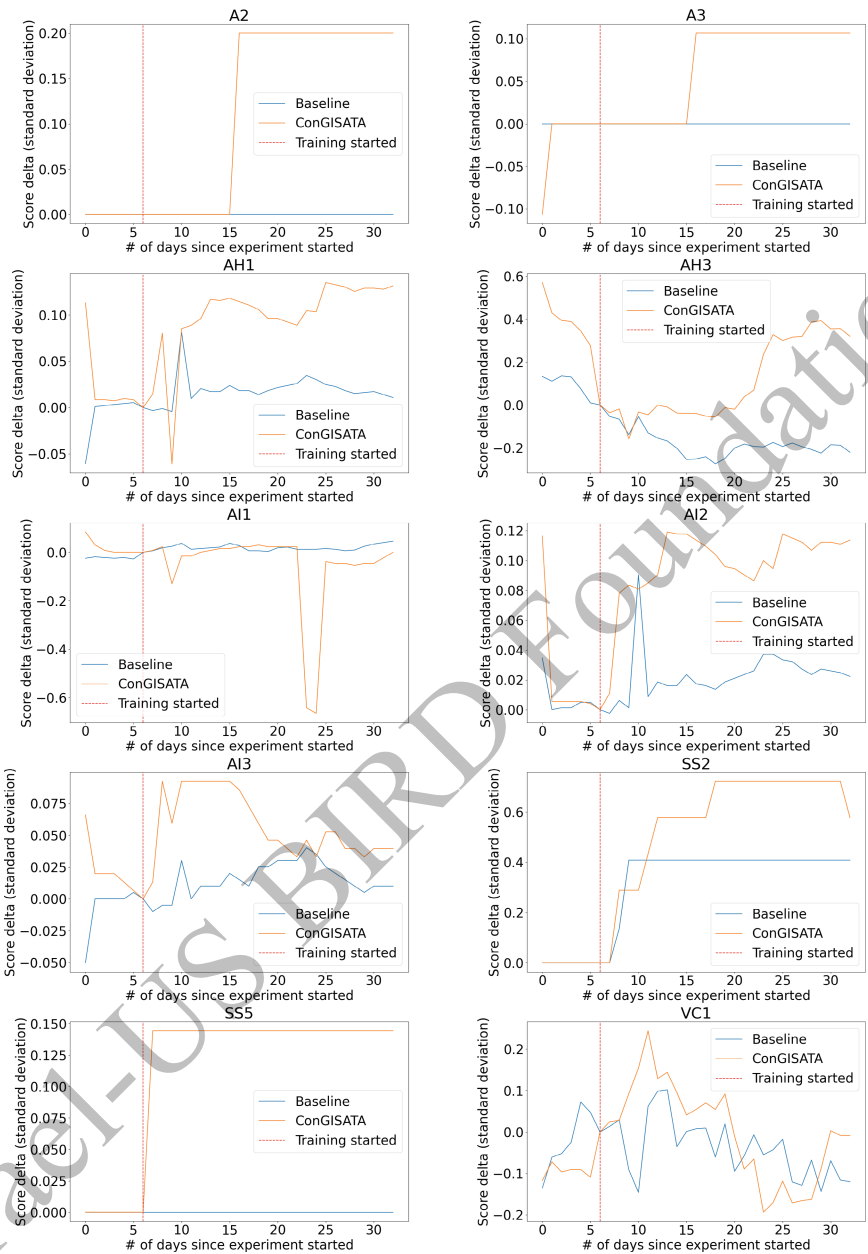 A2
Score delta (standard deviation)
0.20
0.15
0.10
0.05
0.00
Baseline
ConGISATA
Training started
0 5 10 15 20 25 30
# of days since experiment started
A3
Score delta (standard deviation)
0.10
0.05
0.00
−0.05
−0.10
Baseline
ConGISATA
Training started
0 5 10 15 20 25 30
# of days since experiment started
AH1
Score delta (standard deviation)
0.10
0.05
0.00
−0.05
Baseline
ConGISATA
Training started
0 5 10 15 20 25 30
# of days since experiment started
AH3
Score delta (standard deviation)
0.6
0.4
0.2
0.0
−0.2
Baseline
ConGISATA
Training started
0 5 10 15 20 25 30
# of days since experiment started
AI1
Score delta (standard deviation)
0.0
−0.2
−0.4
−0.6
Baseline
ConGISATA
Training started
0 5 10 15 20 25 30
# of days since experiment started
AI2
Score delta (standard deviation)
0.12
0.10
0.08
0.06
0.04
0.02
0.00
Baseline
ConGISATA
Training started
0 5 10 15 20 25 30
# of days since experiment started
AI3
Score delta (standard deviation)
0.075
0.050
0.025
0.000
−0.025
−0.050
Baseline
ConGISATA
Training started
0 5 10 15 20 25 30
# of days since experiment started
SS2
Score delta (standard deviation)
0.6
0.4
0.2
0.0
Baseline
ConGISATA
Training started
0 5 10 15 20 25 30
# of days since experiment started
SS5
Score delta (standard deviation)
0.150
0.125
0.100
0.075
0.050
0.025
0.000
Baseline
ConGISATA
Training started
0 5 10 15 20 25 30
# of days since experiment started
VC1
Score delta (standard deviation)
0.2
0.1
0.0
−0.1
−0.2
Baseline
ConGISATA
Training started
0 5 10 15 20 25 30
# of days since experiment started
ael-US BIRD Foundatio